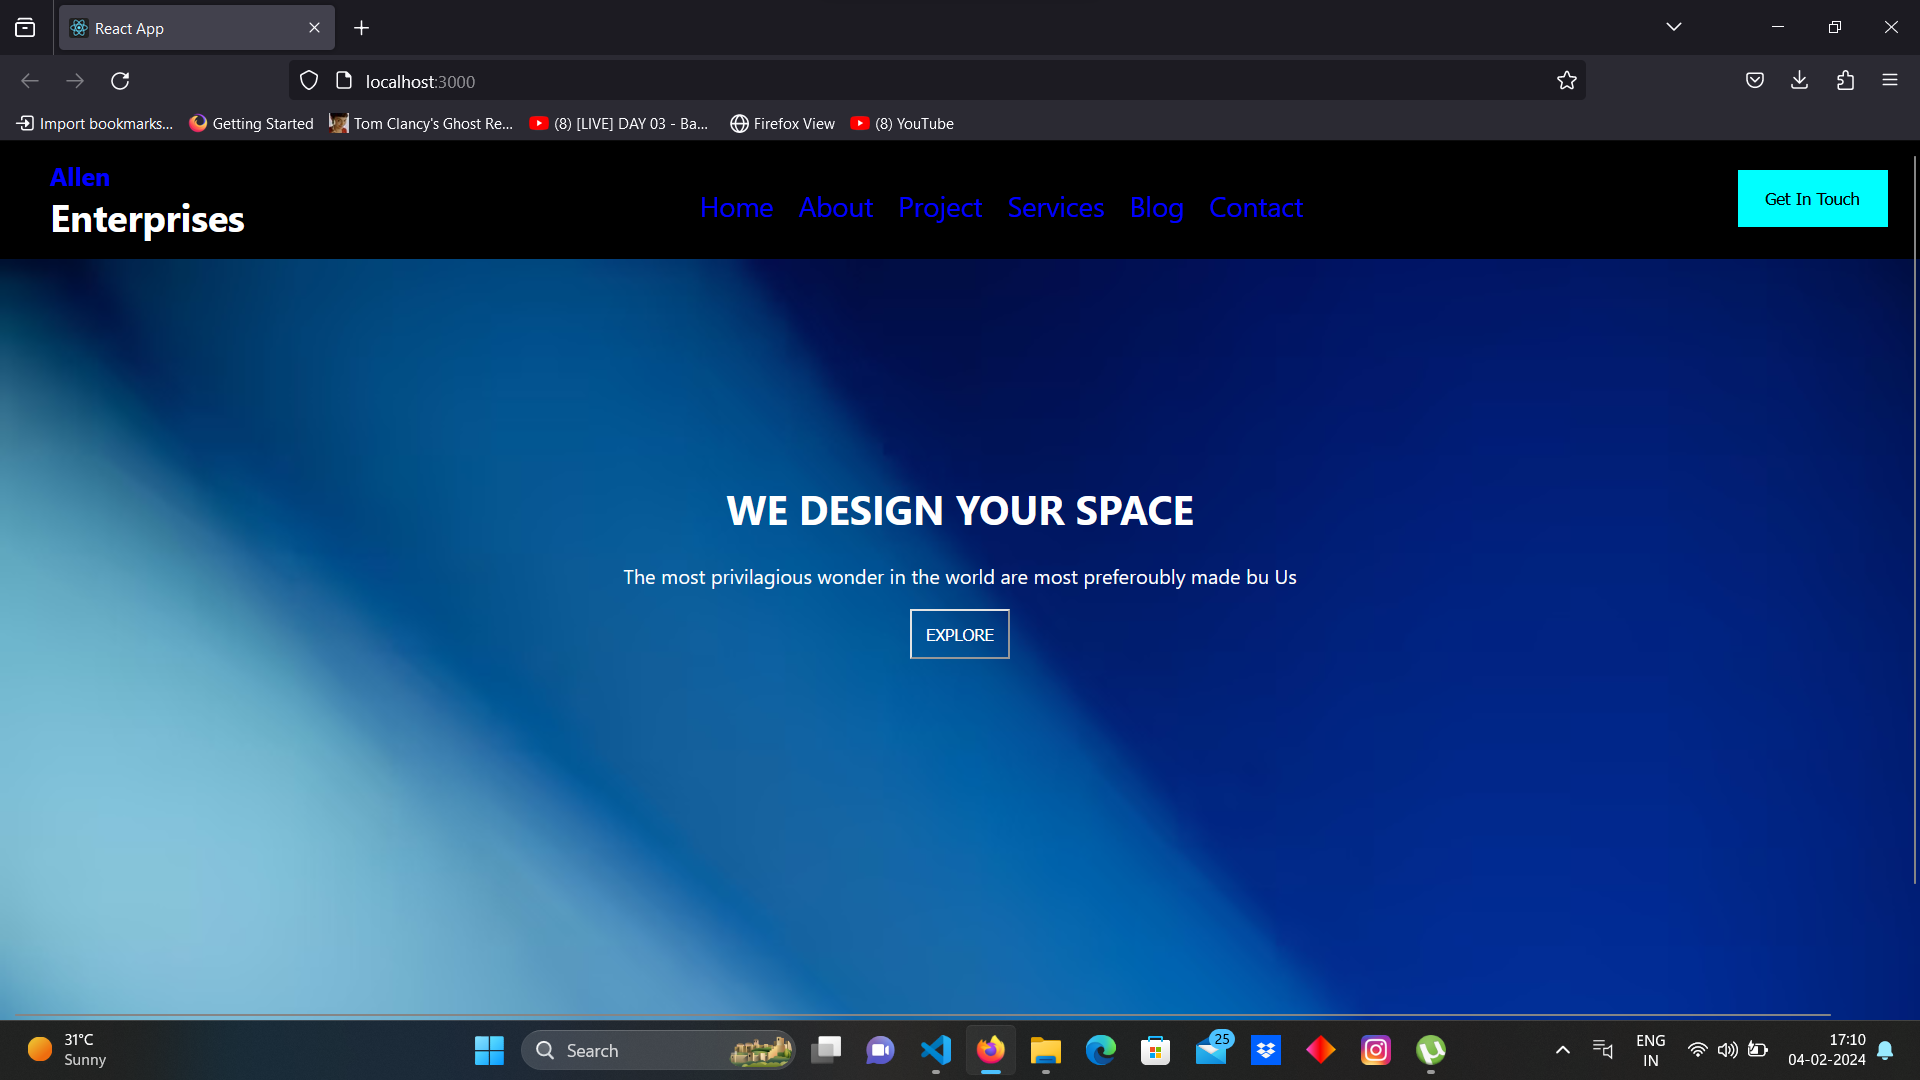 React App
localhost:3000
Import bookmarks... Getting Started Tom Clancy's Ghost Re... (8) [LIVE] DAY 03 - Ba... Firefox View (8) YouTube
Allen
Enterprises
Home About Project Services Blog Contact
Get In Touch
WE DESIGN YOUR SPACE
The most privilagious wonder in the world are most preferoubly made bu Us
EXPLORE
31°C
Sunny
Search
25
ENG
IN
17:10
04-02-2024